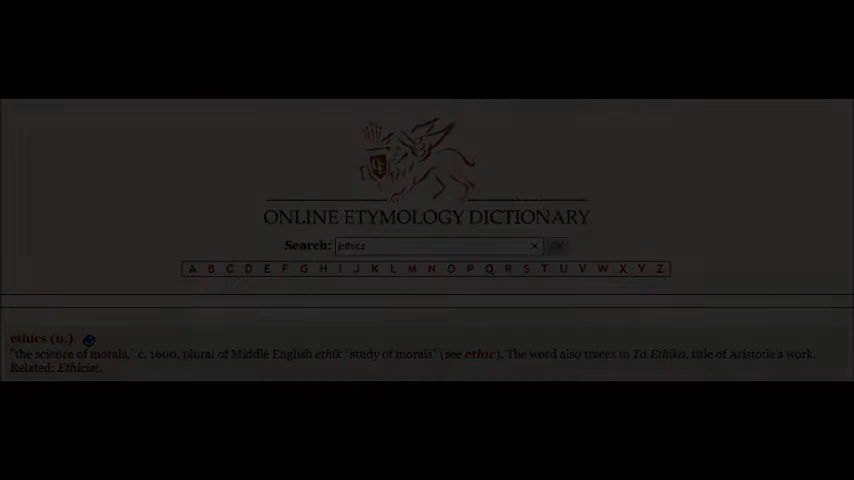 ONLINE ETYMOLOGY DICTIONARY
Search: ethics × OK
A B C D E F G H I J K L M N O P Q R S T U V W X Y Z
ethics (n.)
"the science of morals," c. 1600, plural of Middle English ethik "study of morals" (see ethic). The word also traces to Ta Ethika, title of Aristotle's work.
Related: Ethicist.